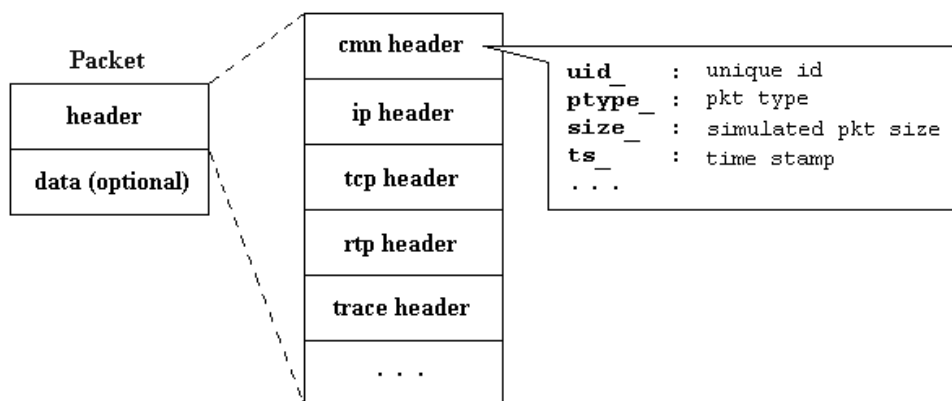 Packet
header
data (optional)
cmn header
ip header
tcp header
rtp header
trace header
. . .
uid_ : unique id
ptype_ : pkt type
size_ : simulated pkt size
ts_ : time stamp
. . .